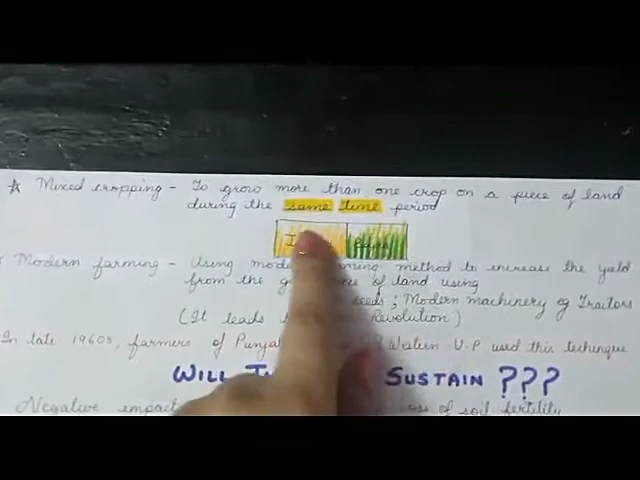 ☆ Mixed cropping - To grow more than one crop on a piece of land
during the same time period
Modern farming - Using farming method to increase the yield
from the of land using
seeds; Modern machinery eg Tractors
(It leads Revolution)
In late 1960s, farmers of Punjab Western U.P used this technique
WILL SUSTAIN ???
Negative impact of soil fertility